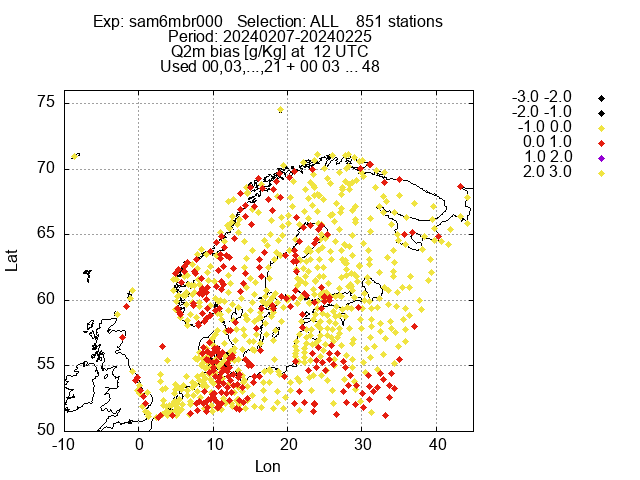 Exp: sam6mbr000   Selection: ALL    851 stations
Period: 20240207-20240225
Q2m bias [g/Kg] at  12 UTC
Used 00,03,...,21 + 00 03 ... 48
-3.0 -2.0
-2.0 -1.0
-1.0 0.0
0.0 1.0
1.0 2.0
2.0 3.0
75
70
65
60
55
50
Lat
-10 0 10 20 30 40
Lon